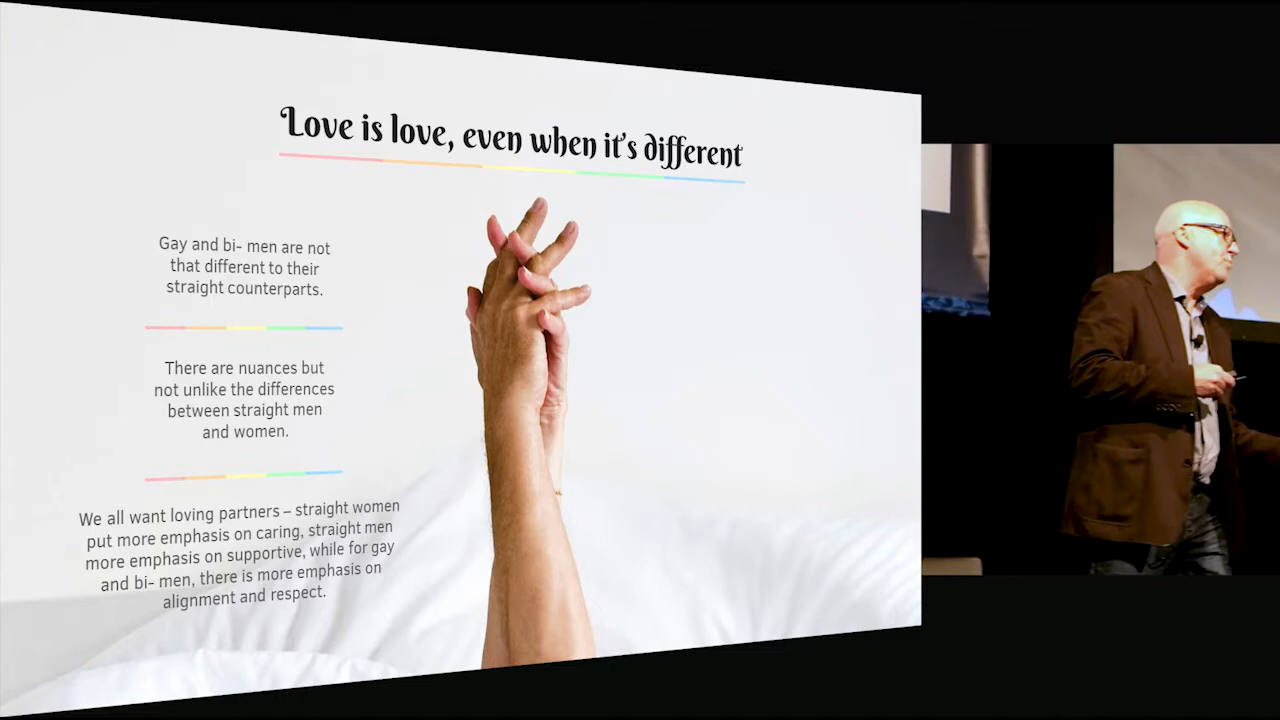 Love is love, even when it's different
Gay and bi- men are not
that different to their
straight counterparts.
There are nuances but
not unlike the differences
between straight men
and women.
We all want loving partners – straight women
put more emphasis on caring, straight men
more emphasis on supportive, while for gay
and bi- men, there is more emphasis on
alignment and respect.